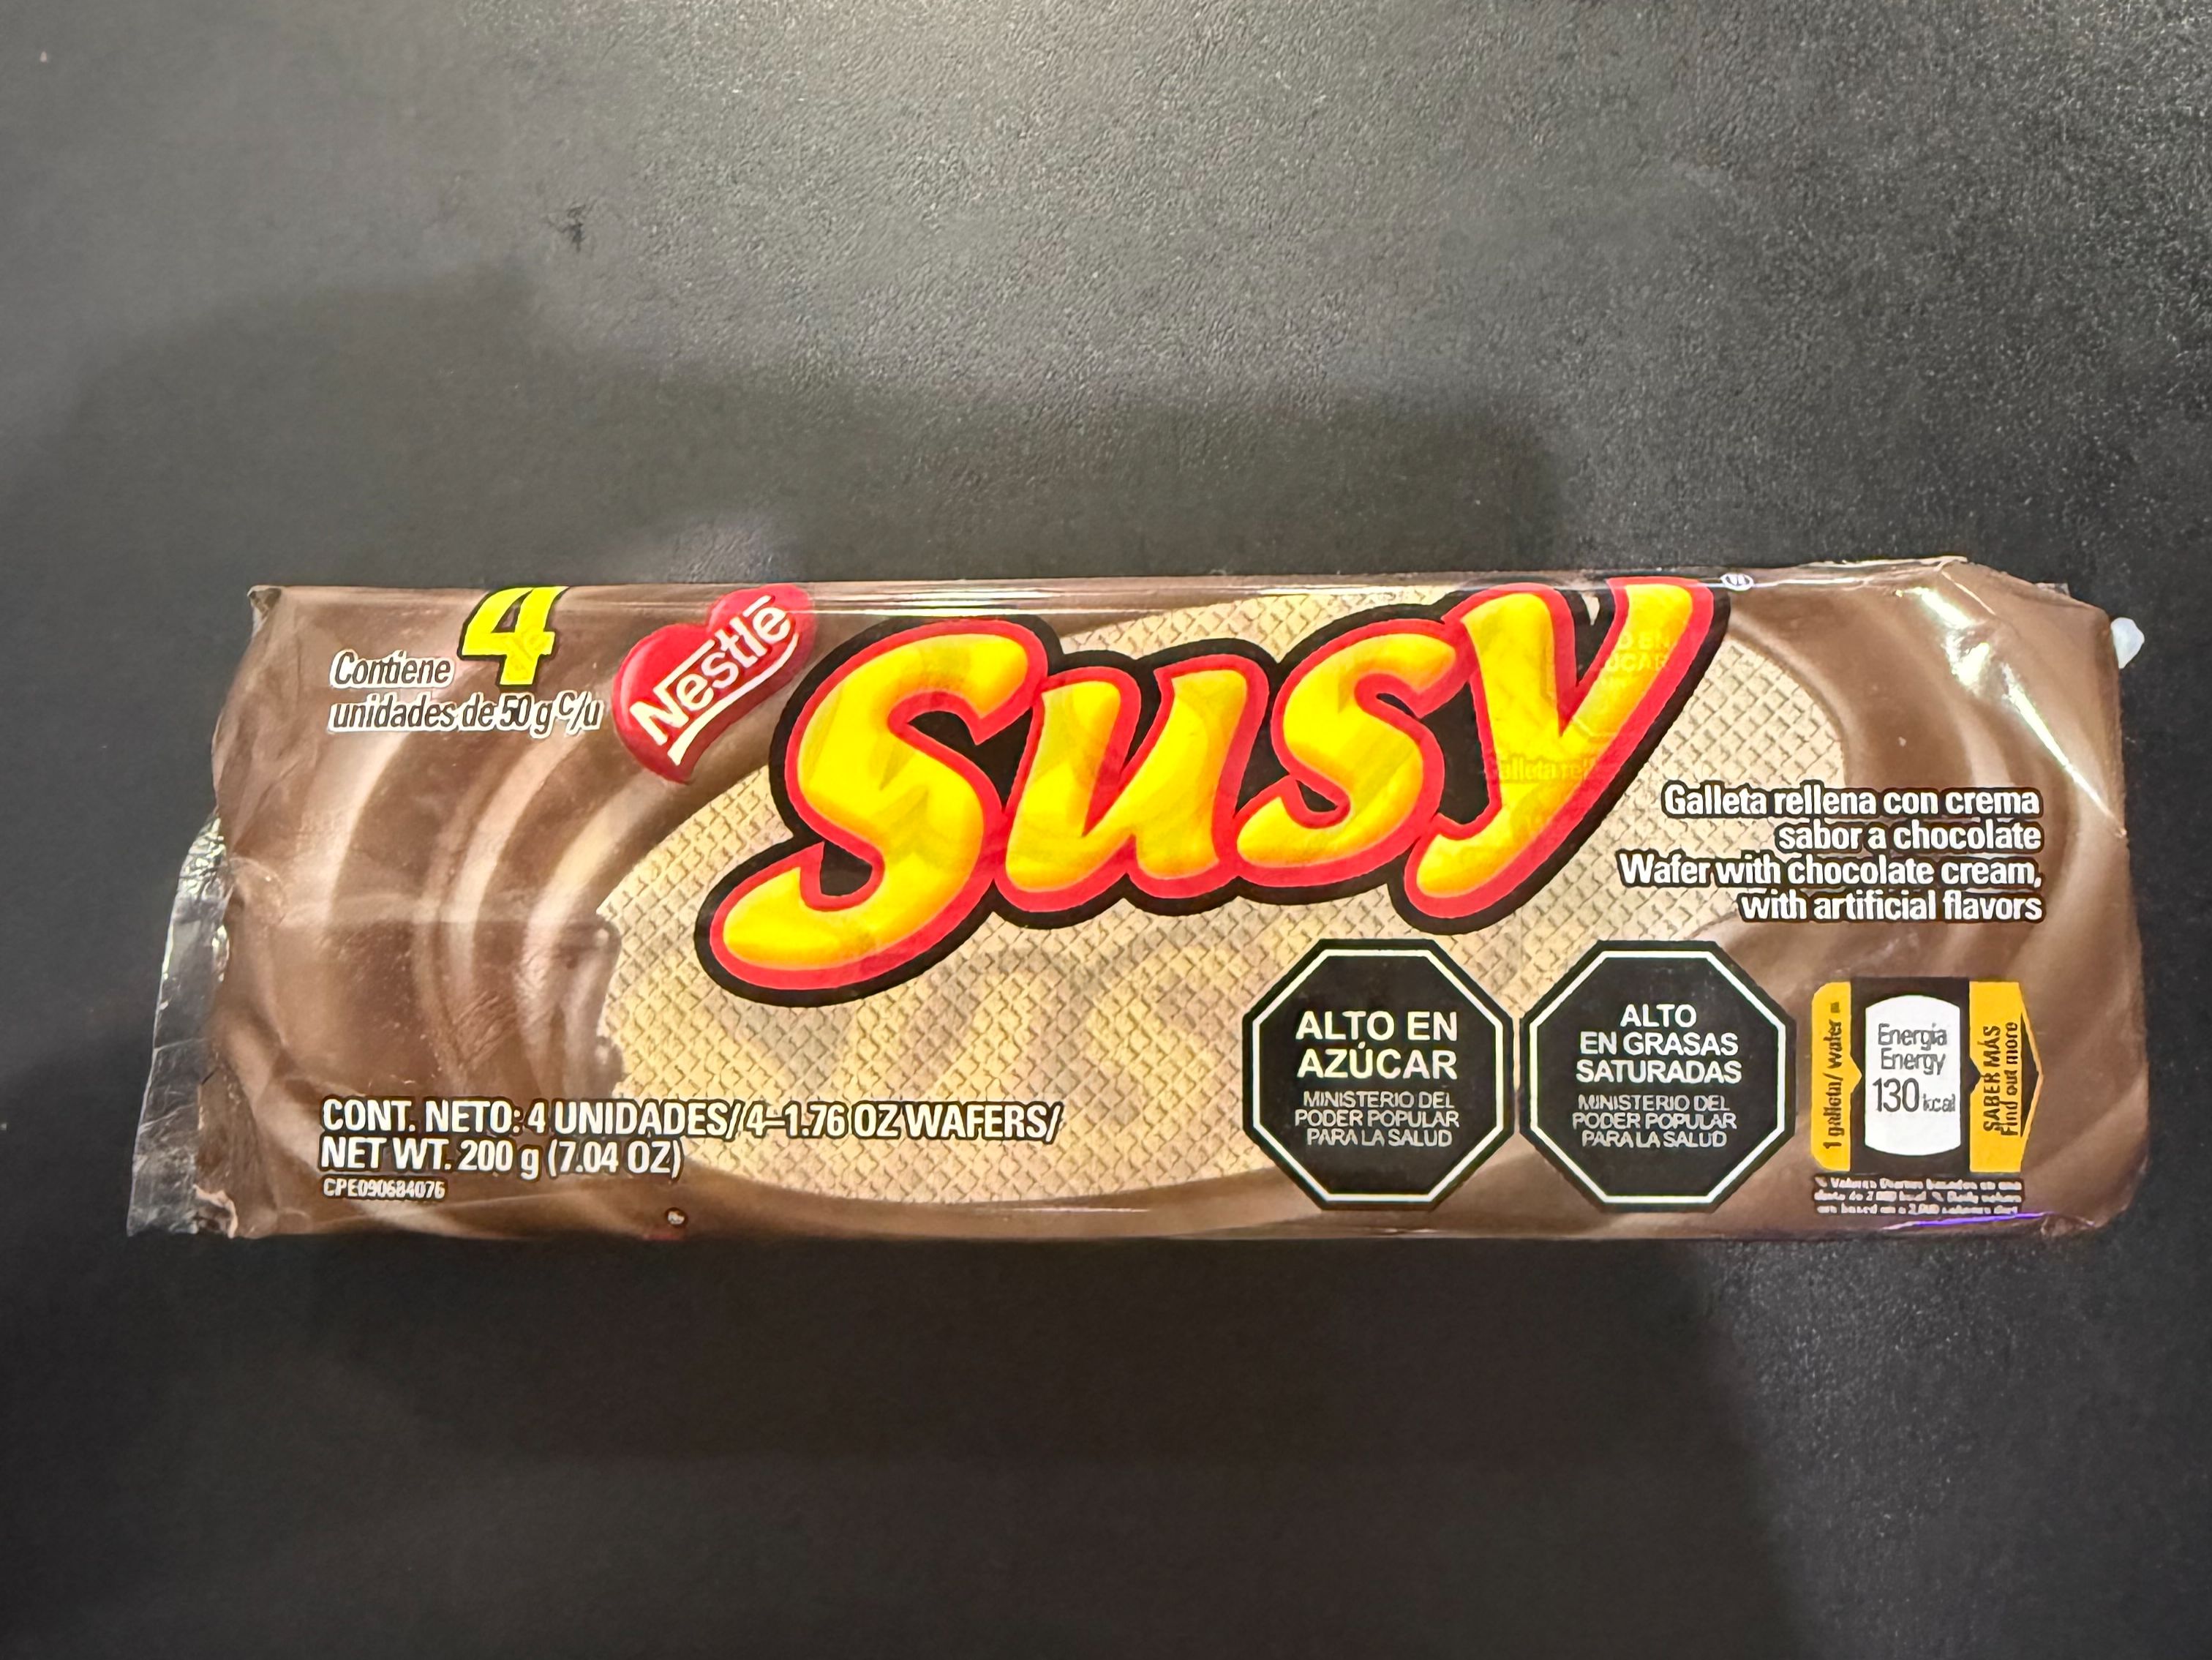 Contiene 4
unidades de 50 g c/u
Nestlé
Susy
Galleta rellena con crema
sabor a chocolate
Wafer with chocolate cream,
with artificial flavors
ALTO EN
AZÚCAR
MINISTERIO DEL
PODER POPULAR
PARA LA SALUD
ALTO
EN GRASAS
SATURADAS
MINISTERIO DEL
PODER POPULAR
PARA LA SALUD
1 galleta/ wafer =
Energía
Energy
130 kcal
SABER MÁS
Find out more
CONT. NETO: 4 UNIDADES/ 4–1.76 OZ WAFERS/
NET WT. 200 g (7.04 OZ)
CPE090684076